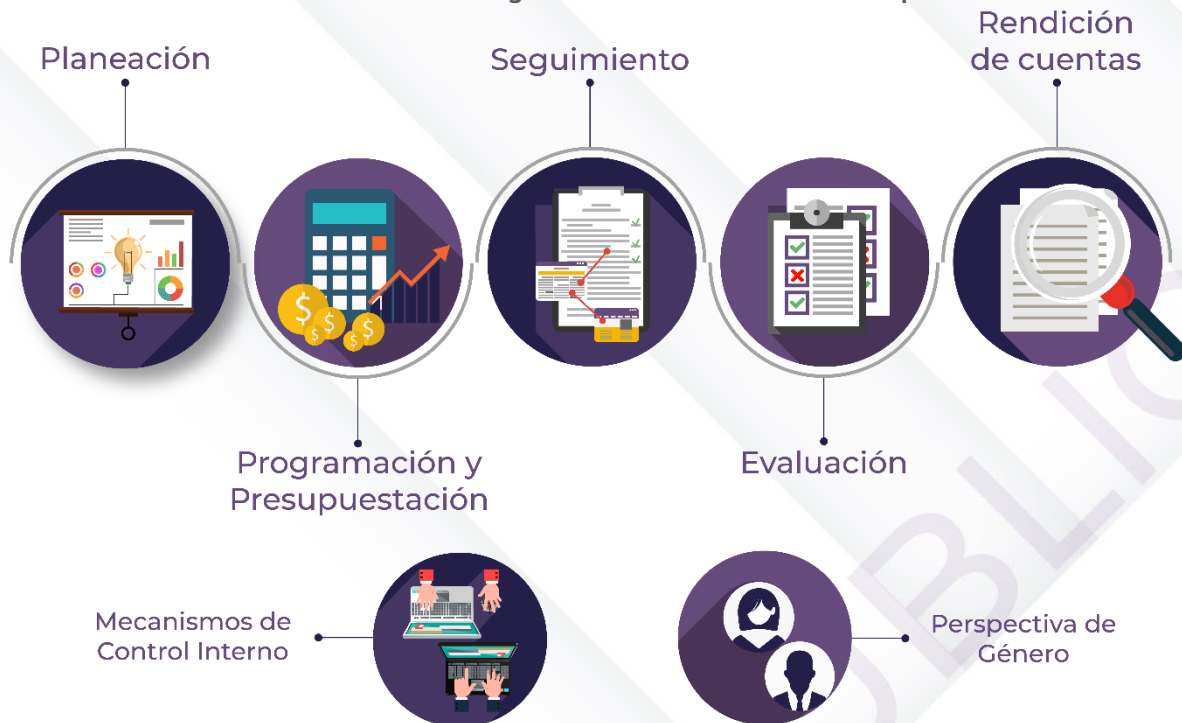 Planeación
Seguimiento
Rendición
de cuentas
Programación y
Presupuestación
Evaluación
Mecanismos de
Control Interno
Perspectiva de
Género